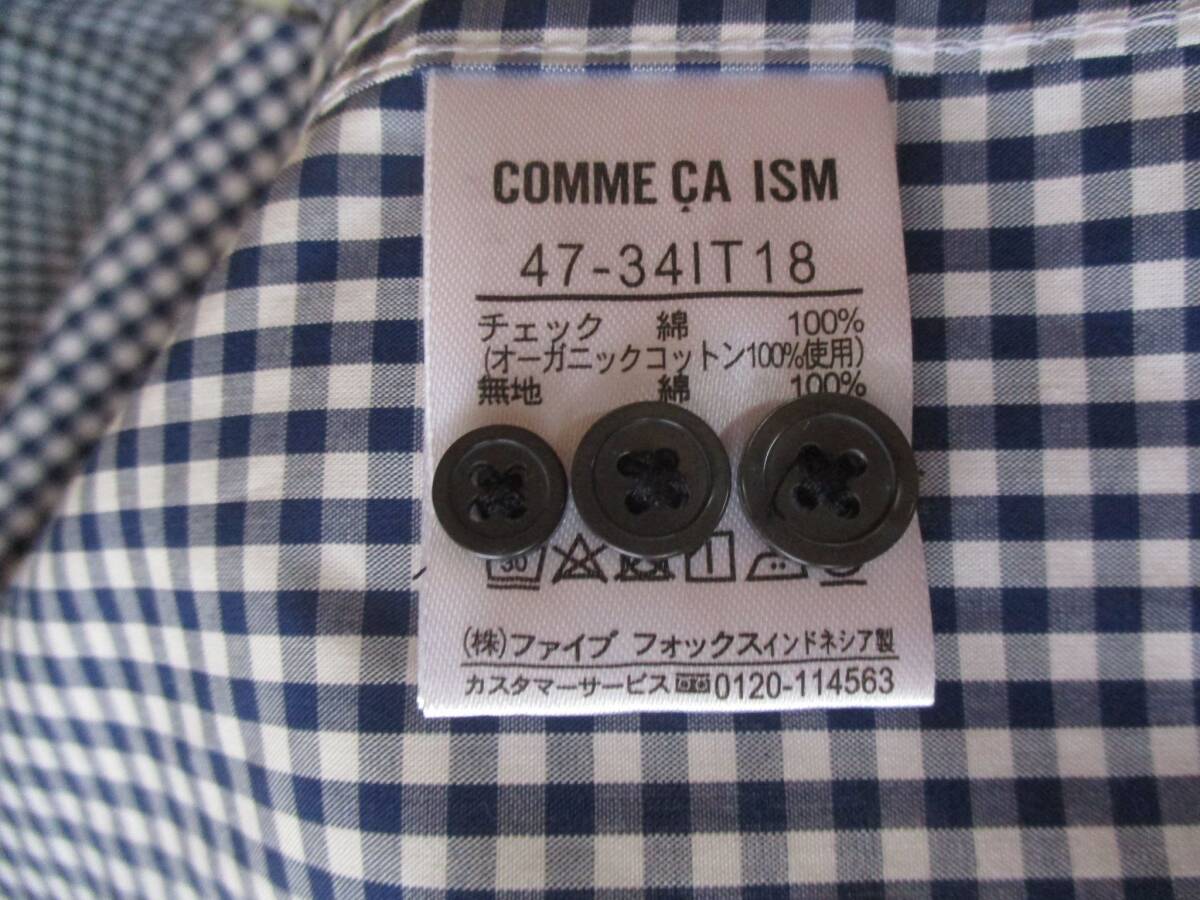 COMME ÇA ISM
47-34IT18
チェック 綿 100%
(オーガニックコットン100%使用)
無地 綿 100%
30
(株)ファイブ フォックスインドネシア製
カスタマーサービス 0120-114563